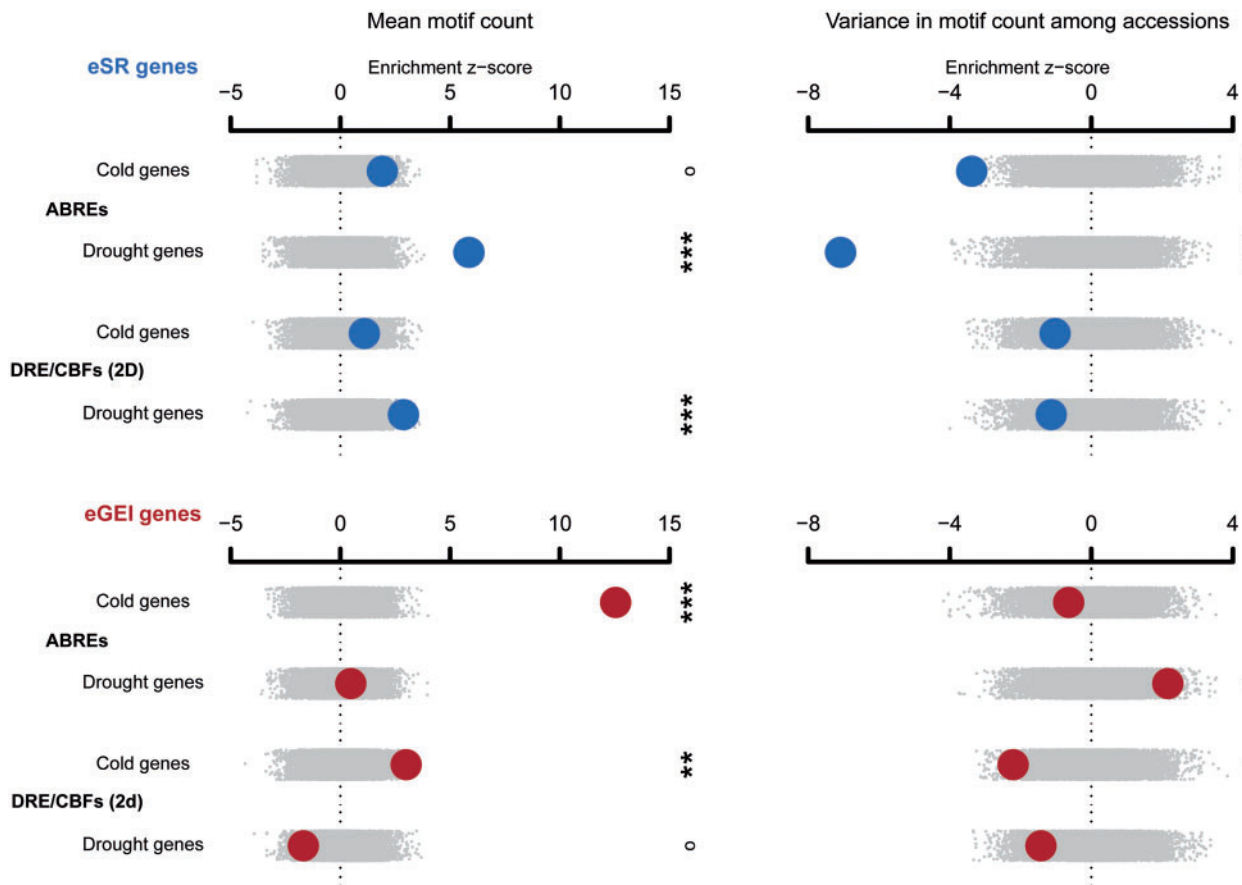 Mean motif count
Variance in motif count among accessions
eSR genes
Enrichment z−score
Enrichment z−score
−5 0 5 10 15
−8 −4 0 4
Cold genes
o
ABREs
Drought genes
***
Cold genes
DRE/CBFs (2D)
Drought genes
***
eGEI genes
−5 0 5 10 15
−8 −4 0 4
Cold genes
***
ABREs
Drought genes
Cold genes
**
DRE/CBFs (2d)
Drought genes
o